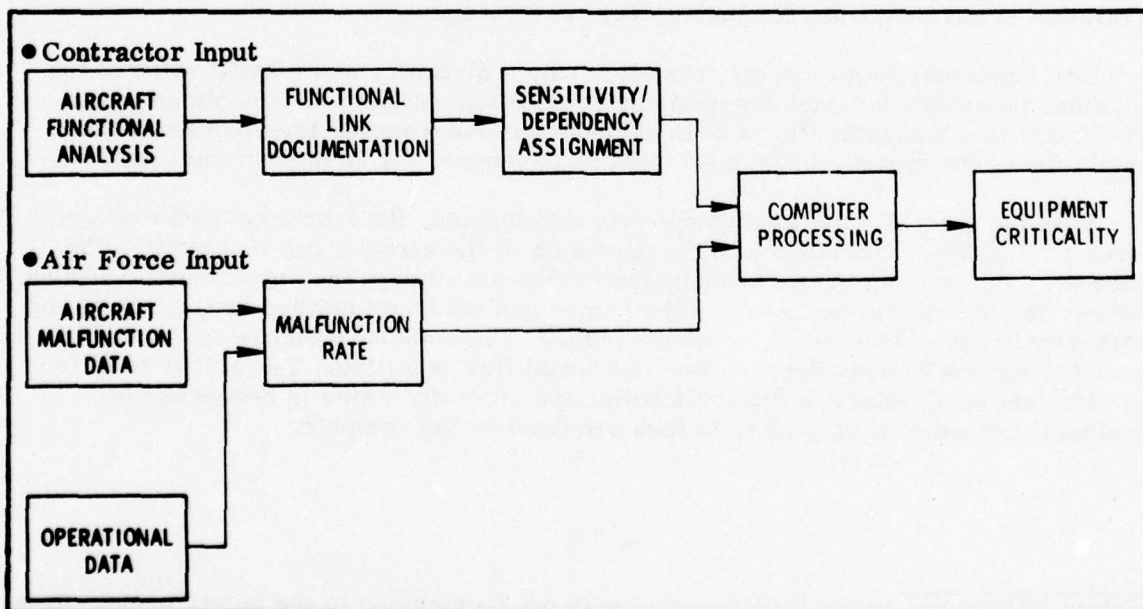 ● Contractor Input
AIRCRAFT
FUNCTIONAL
ANALYSIS
FUNCTIONAL
LINK
DOCUMENTATION
SENSITIVITY/
DEPENDENCY
ASSIGNMENT
COMPUTER
PROCESSING
EQUIPMENT
CRITICALITY
● Air Force Input
AIRCRAFT
MALFUNCTION
DATA
MALFUNCTION
RATE
OPERATIONAL
DATA